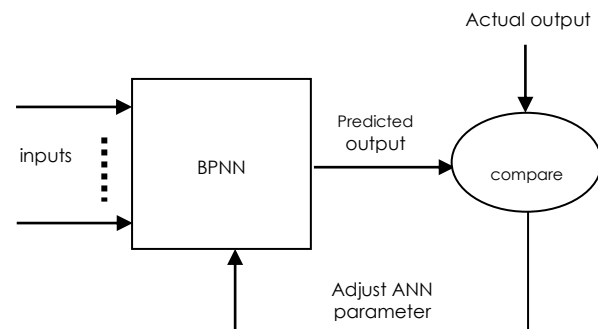 Actual output
inputs
BPNN
Predicted
output
compare
Adjust ANN
parameter